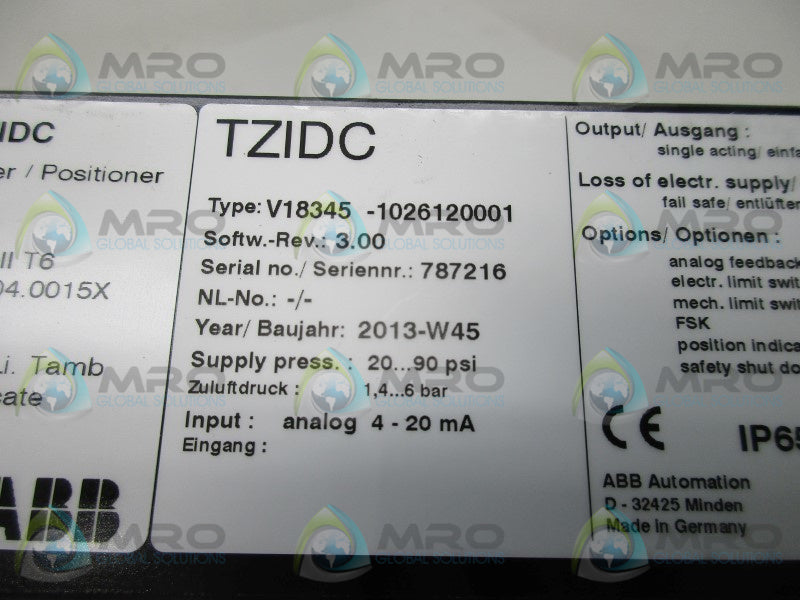 IDC
er / Positioner
II T6
04.0015X
i. Tamb
cate
ABB
TZIDC
Type: V18345 -1026120001
Softw.-Rev.: 3.00
Serial no./ Seriennr.: 787216
NL-No.: -/-
Year/ Baujahr: 2013-W45
Supply press. : 20...90 psi
Zuluftdruck : 1,4...6 bar
Input : analog 4 - 20 mA
Eingang :
Output/ Ausgang :
single acting/ einfa
Loss of electr. supply/
fail safe/ entlüften
Options/ Optionen :
analog feedback
electr. limit swit
mech. limit swit
FSK
position indica
safety shut do
CE IP65
ABB Automation
D - 32425 Minden
Made in Germany
MRO
GLOBAL SOLUTIONS